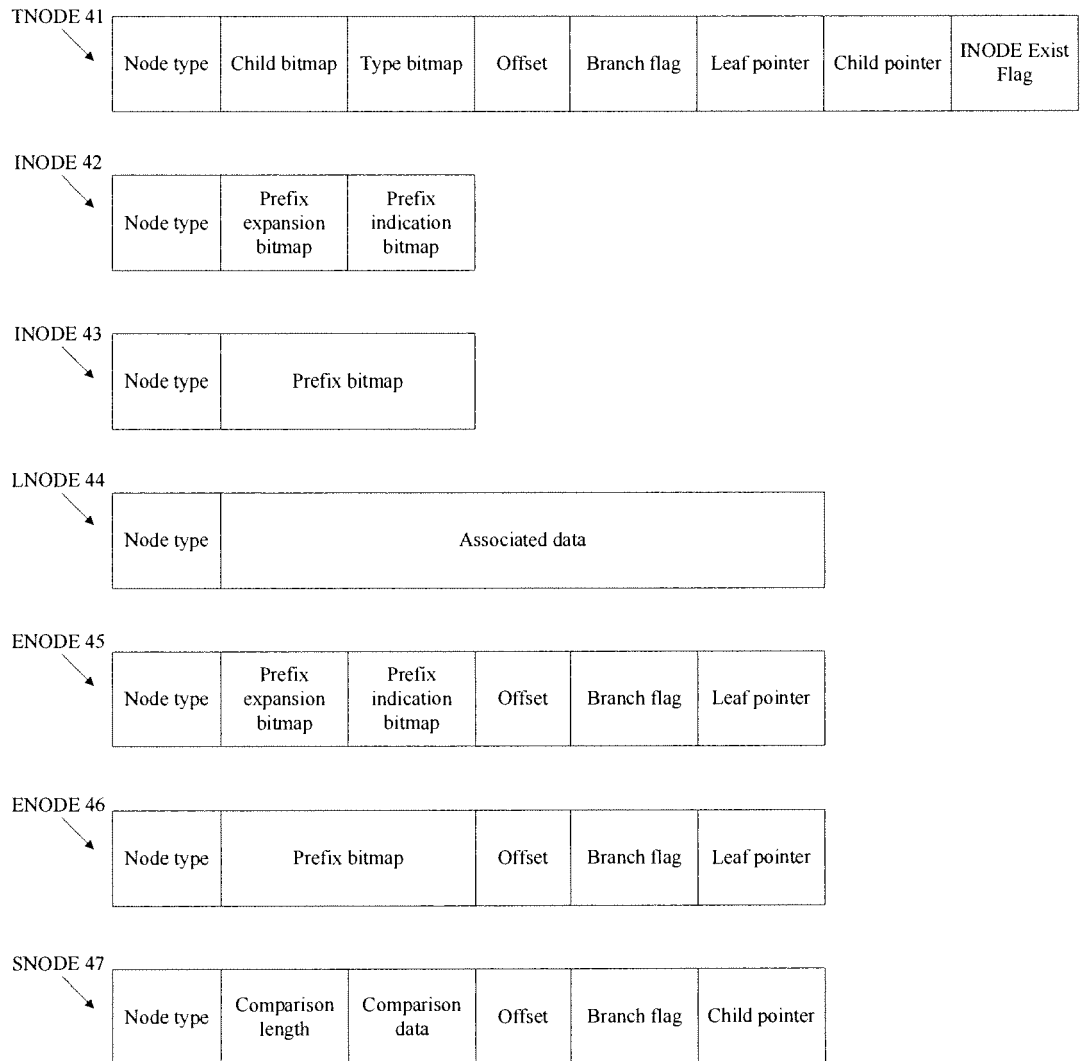 TNODE 41
Node type Child bitmap Type bitmap Offset Branch flag Leaf pointer Child pointer INODE Exist
Flag
INODE 42
Node type
Prefix
expansion
bitmap
Prefix
indication
bitmap
INODE 43
Node type Prefix bitmap
LNODE 44
Node type Associated data
ENODE 45
Node type
Prefix
expansion
bitmap
Prefix
indication
bitmap
Offset Branch flag Leaf pointer
ENODE 46
Node type Prefix bitmap Offset Branch flag Leaf pointer
SNODE 47
Node type
Comparison
length
Comparison
data
Offset Branch flag Child pointer